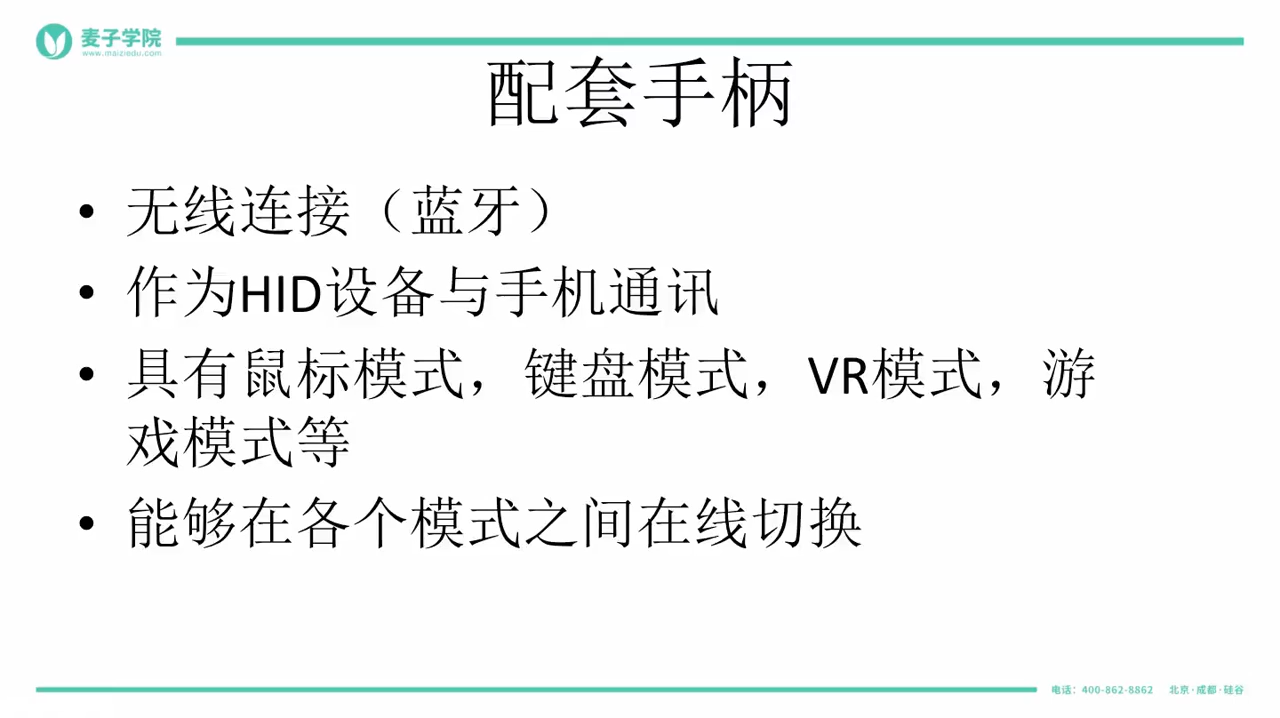 麦子学院
www.maiziedu.com
配套手柄
• 无线连接（蓝牙）
• 作为HID设备与手机通讯
• 具有鼠标模式，键盘模式，VR模式，游
戏模式等
• 能够在各个模式之间在线切换
电话：400-862-8862 北京·成都·硅谷